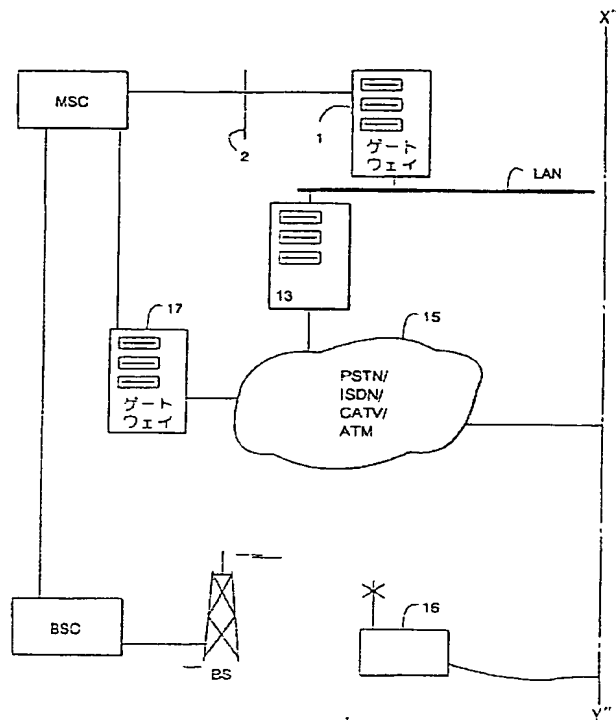 X"
MSC
2
1
ゲート
ウェイ
LAN
13
17
ゲート
ウェイ
15
PSTN/
ISDN/
CATV/
ATM
BSC
BS
16
Y"